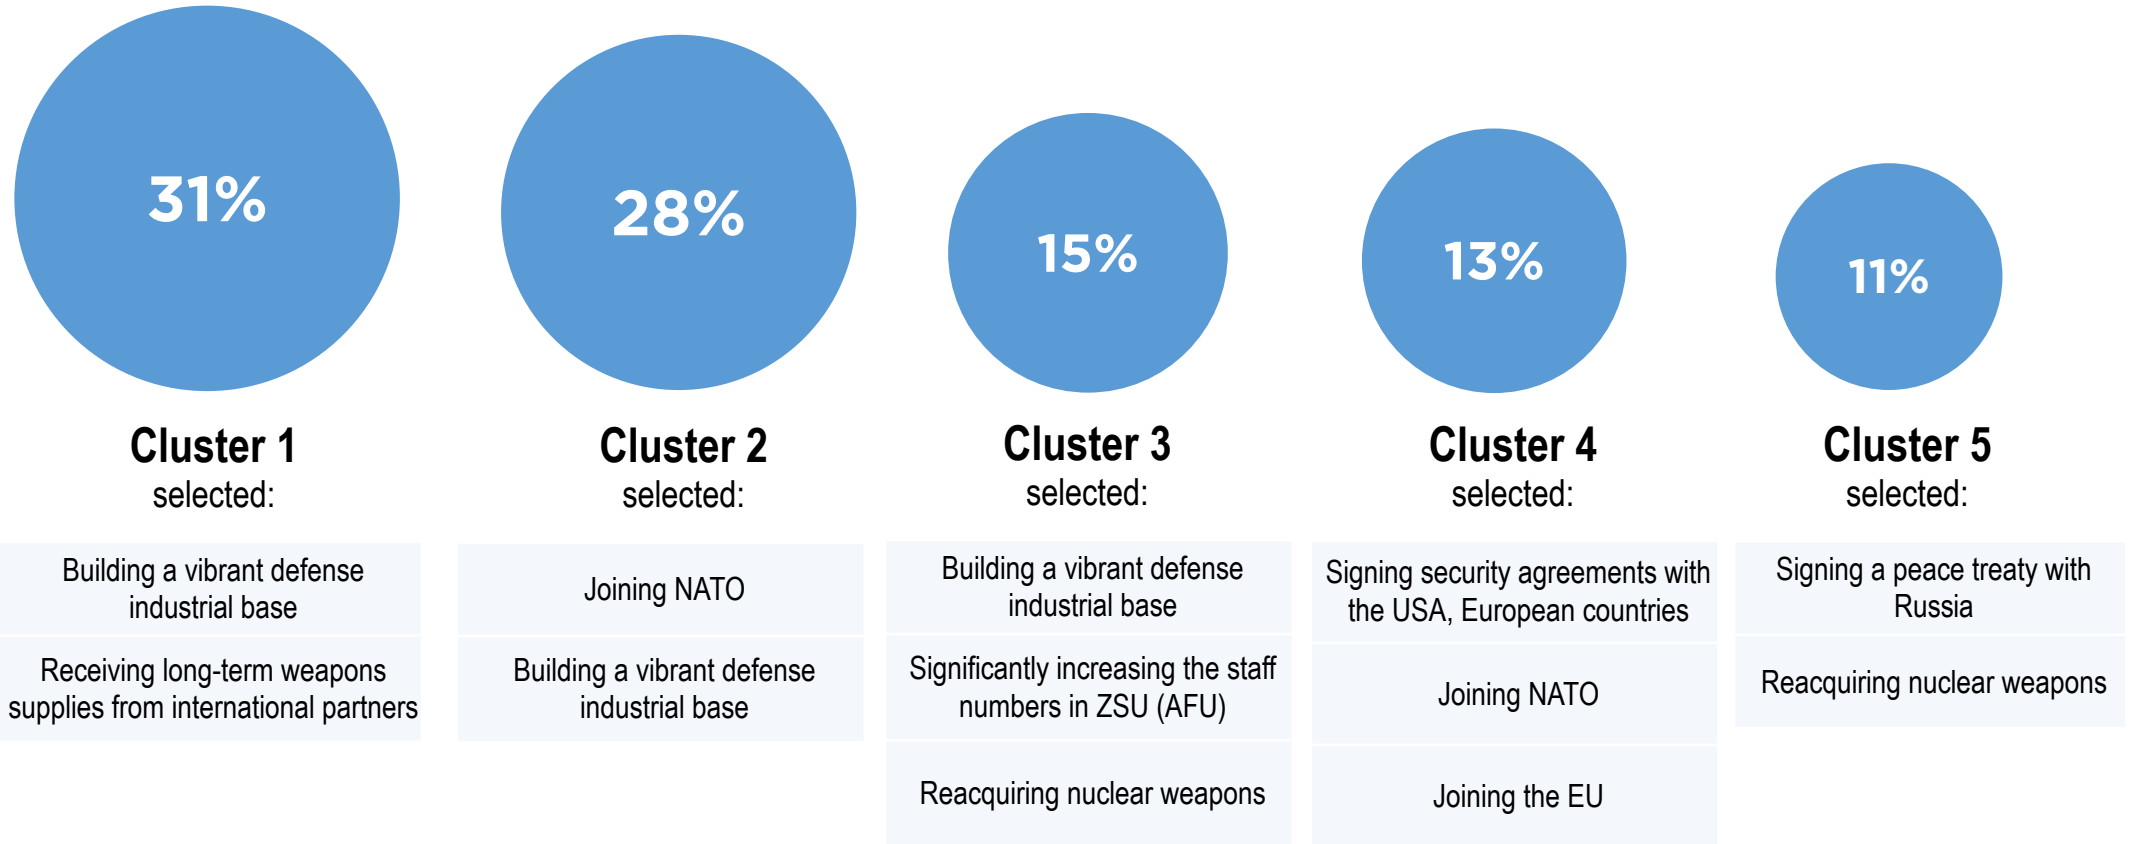 31%
28%
15%
13%
11%
Cluster 1
selected:
Building a vibrant defense
industrial base
Receiving long-term weapons
supplies from international partners
Cluster 2
selected:
Joining NATO
Building a vibrant defense
industrial base
Cluster 3
selected:
Building a vibrant defense
industrial base
Significantly increasing the staff
numbers in ZSU (AFU)
Reacquiring nuclear weapons
Cluster 4
selected:
Signing security agreements with
the USA, European countries
Joining NATO
Joining the EU
Cluster 5
selected:
Signing a peace treaty with
Russia
Reacquiring nuclear weapons